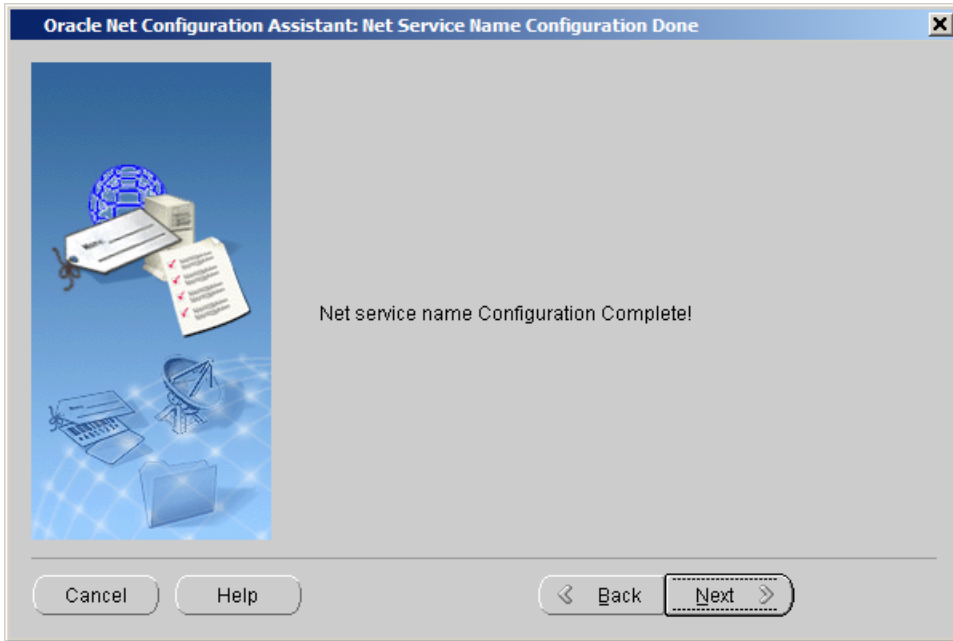 Oracle Net Configuration Assistant: Net Service Name Configuration Done
Net service name Configuration Complete!
Cancel
Help
Back
Next